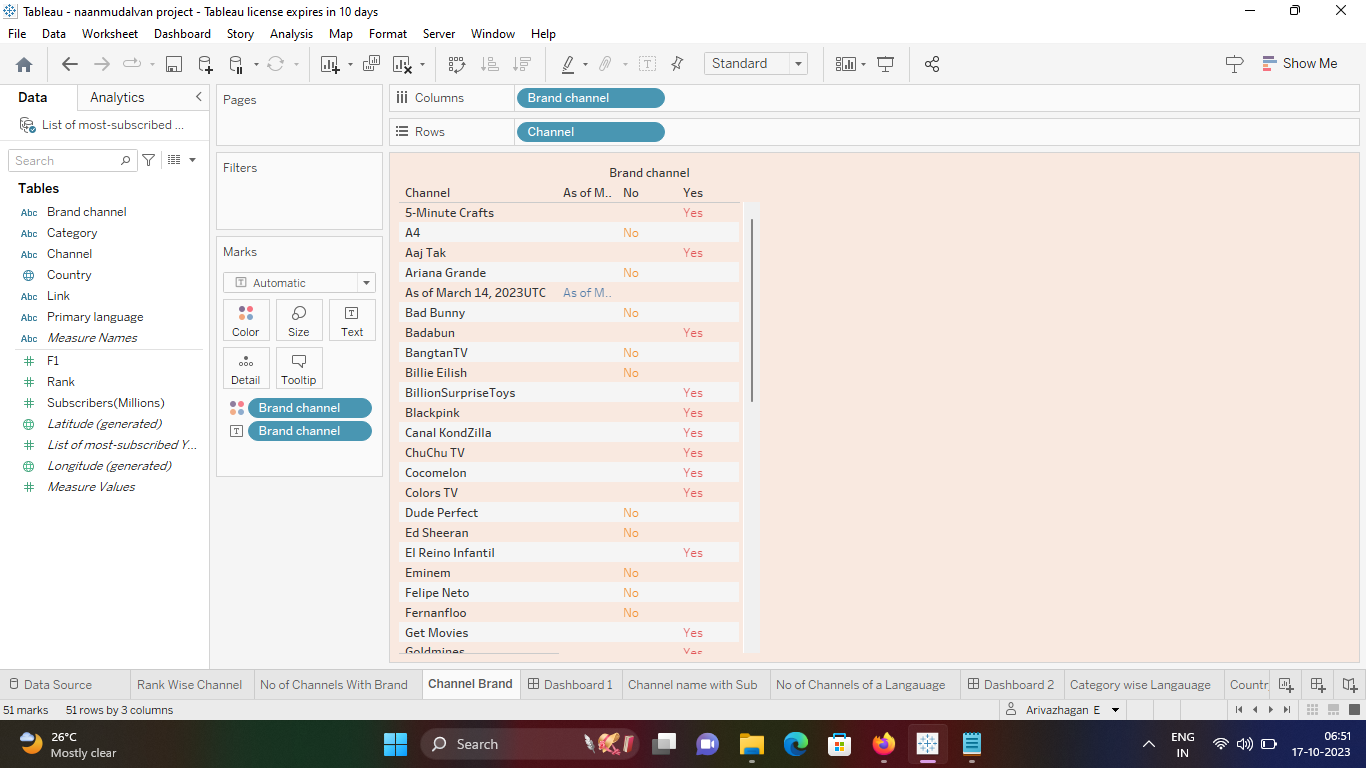 Tableau - naanmudalvan project - Tableau license expires in 10 days
File Data Worksheet Dashboard Story Analysis Map Format Server Window Help
Standard
Show Me
Data Analytics
List of most-subscribed ...
Search
Tables
Abc Brand channel
Abc Category
Abc Channel
Country
Abc Link
Abc Primary language
Abc Measure Names
F1
Rank
Subscribers(Millions)
Latitude (generated)
List of most-subscribed Y...
Longitude (generated)
Measure Values
Pages
Filters
Marks
Automatic
Color Size Text
Detail Tooltip
Brand channel
Brand channel
Columns Brand channel
Rows Channel
Brand channel
Channel As of M.. No Yes
5-Minute Crafts Yes
A4 No
Aaj Tak Yes
Ariana Grande No
As of March 14, 2023UTC As of M..
Bad Bunny No
Badabun Yes
BangtanTV No
Billie Eilish No
BillionSurpriseToys Yes
Blackpink Yes
Canal KondZilla Yes
ChuChu TV Yes
Cocomelon Yes
Colors TV Yes
Dude Perfect No
Ed Sheeran No
El Reino Infantil Yes
Eminem No
Felipe Neto No
Fernanfloo No
Get Movies Yes
Goldmines Yes
Data Source Rank Wise Channel No of Channels With Brand Channel Brand Dashboard 1 Channel name with Sub No of Channels of a Langauage Dashboard 2 Category wise Langauage Countr
51 marks 51 rows by 3 columns Arivazhagan E
26°C
Mostly clear
Search
ENG
IN
06:51
17-10-2023